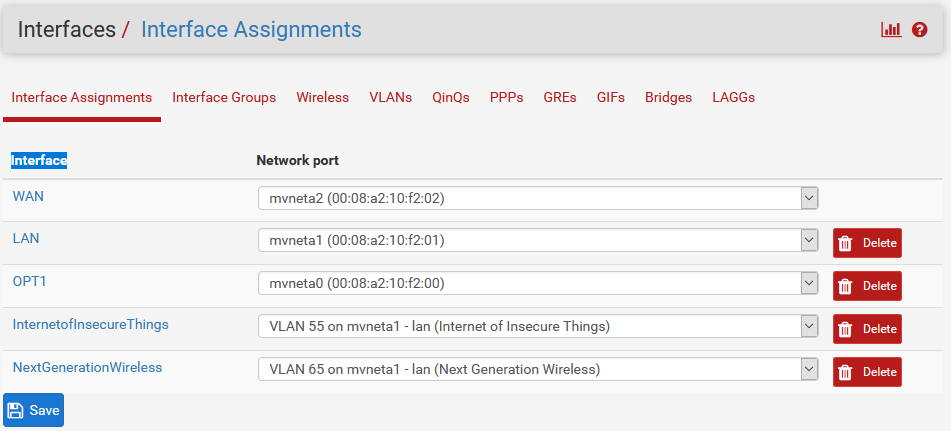 Interfaces / Interface Assignments
Interface Assignments Interface Groups Wireless VLANs QinQs PPPs GREs GIFs Bridges LAGGs
Interface Network port
WAN mvneta2 (00:08:a2:10:f2:02)
LAN mvneta1 (00:08:a2:10:f2:01) Delete
OPT1 mvneta0 (00:08:a2:10:f2:00) Delete
InternetofInsecureThings VLAN 55 on mvneta1 - lan (Internet of Insecure Things) Delete
NextGenerationWireless VLAN 65 on mvneta1 - lan (Next Generation Wireless) Delete
Save